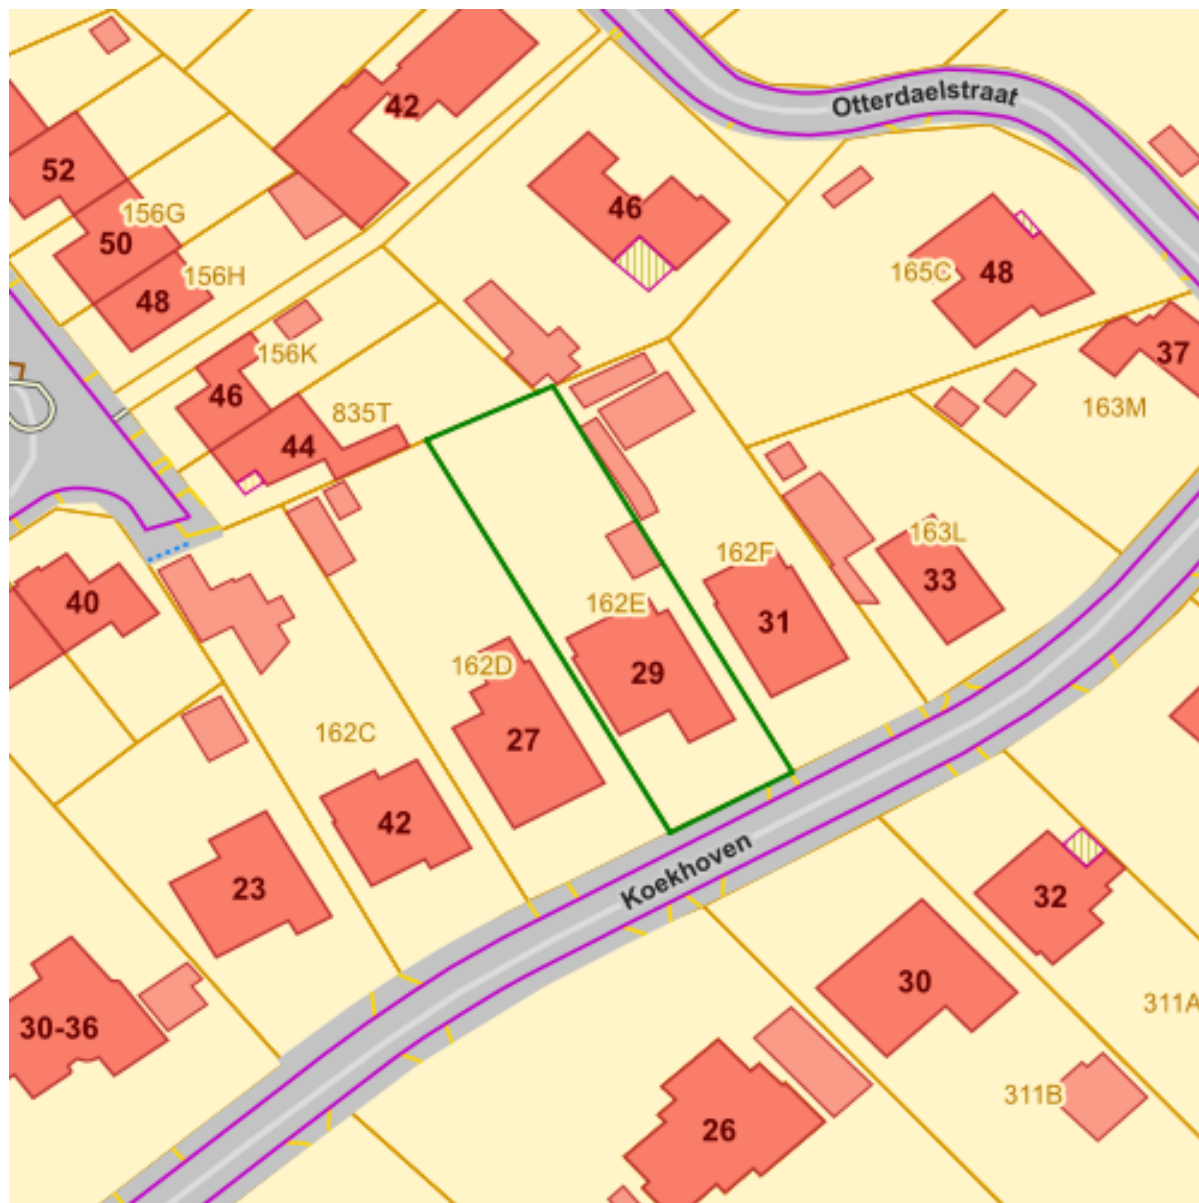 Otterdaelstraat
42
52
156G
46
50
165C
48
156H
48
37
156K
46
163M
835T
44
163L
162F
33
40
162E
31
162D
29
162C
27
42
Koekhoven
23
32
30
311A
30-36
311B
26